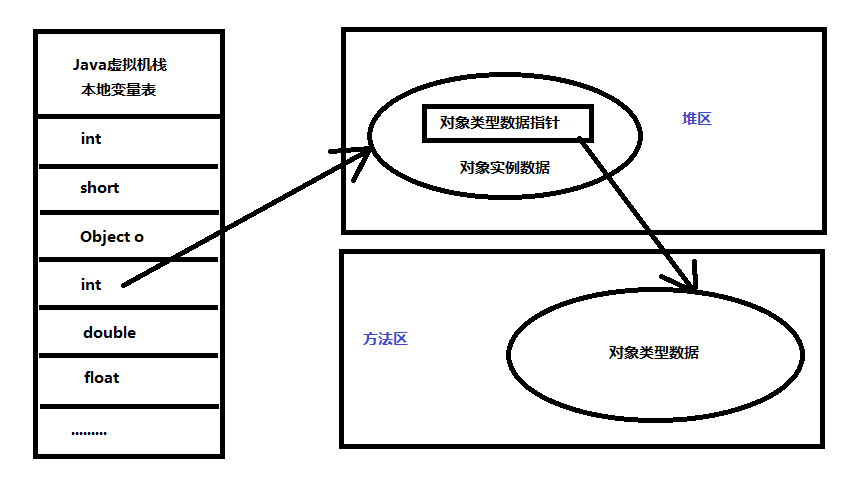 Java虚拟机栈
本地变量表
int
short
Object o
int
double
float
.........
对象类型数据指针
对象实例数据
堆区
方法区
对象类型数据